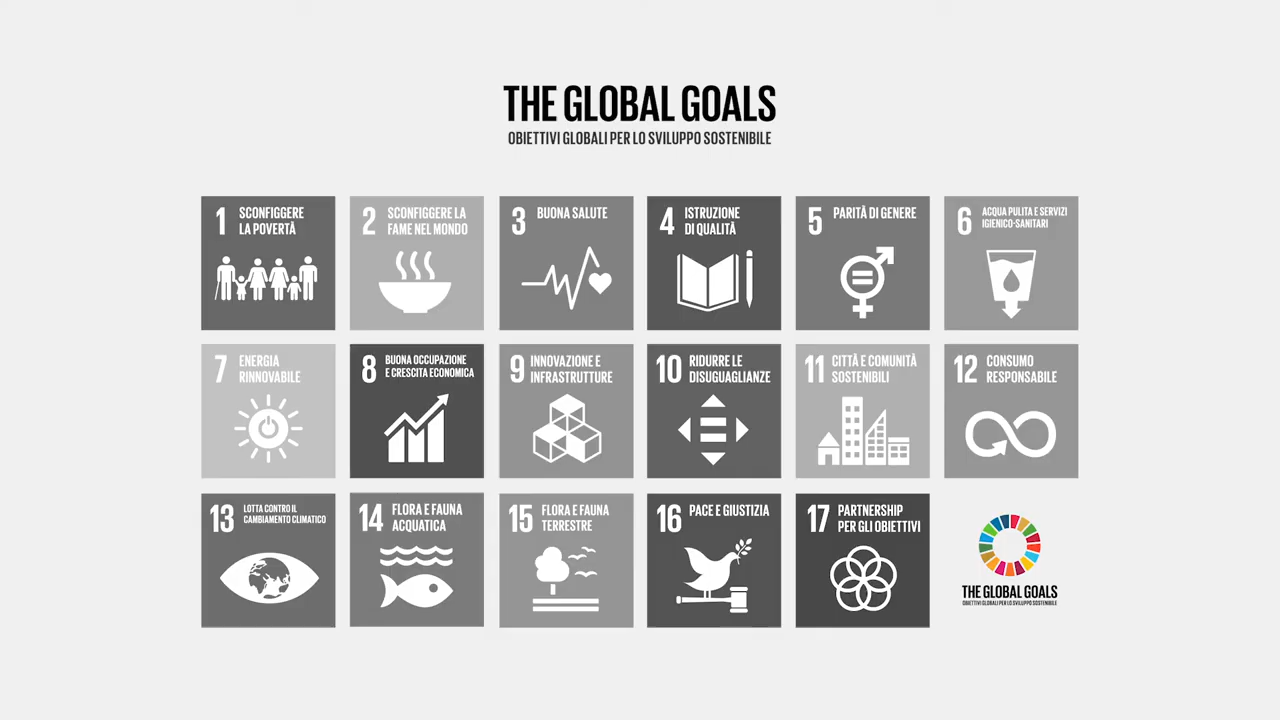 THE GLOBAL GOALS
OBIETTIVI GLOBALI PER LO SVILUPPO SOSTENIBILE
1 SCONFIGGERE
LA POVERTÀ
2 SCONFIGGERE LA
FAME NEL MONDO
3 BUONA SALUTE
4 ISTRUZIONE
DI QUALITÀ
5 PARITÀ DI GENERE
6 ACQUA PULITA E SERVIZI
IGIENICO-SANITARI
7 ENERGIA
RINNOVABILE
8 BUONA OCCUPAZIONE
E CRESCITA ECONOMICA
9 INNOVAZIONE E
INFRASTRUTTURE
10 RIDURRE LE
DISUGUAGLIANZE
11 CITTÀ E COMUNITÀ
SOSTENIBILI
12 CONSUMO
RESPONSABILE
13 LOTTA CONTRO IL
CAMBIAMENTO CLIMATICO
14 FLORA E FAUNA
ACQUATICA
15 FLORA E FAUNA
TERRESTRE
16 PACE E GIUSTIZIA
17 PARTNERSHIP
PER GLI OBIETTIVI
THE GLOBAL GOALS
OBIETTIVI GLOBALI PER LO SVILUPPO SOSTENIBILE